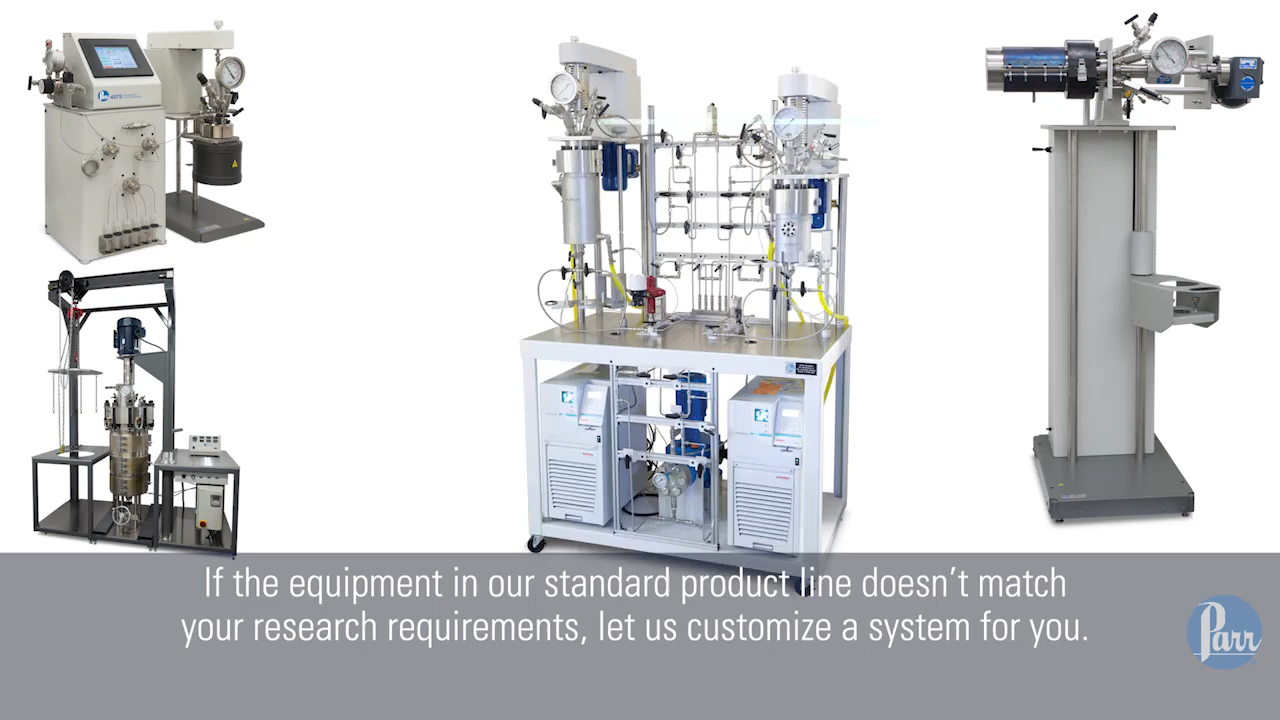 If the equipment in our standard product line doesn’t match
your research requirements, let us customize a system for you.
Parr